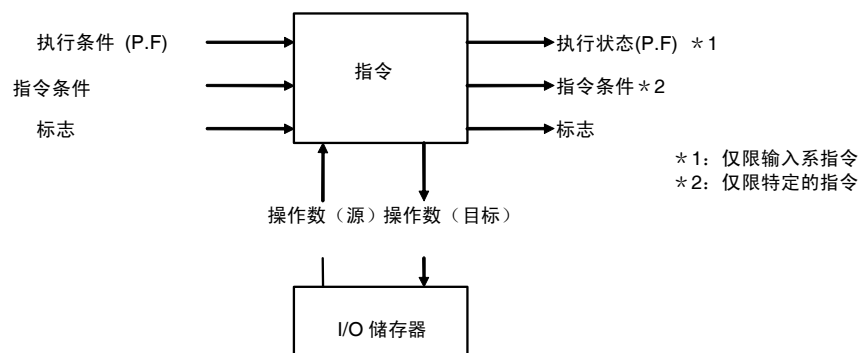 执行条件 (P.F)
指令条件
标志
指令
执行状态(P.F) ＊1
指令条件＊2
标志
＊1：仅限输入系指令
＊2：仅限特定的指令
操作数（源）操作数（目标）
I/O 储存器